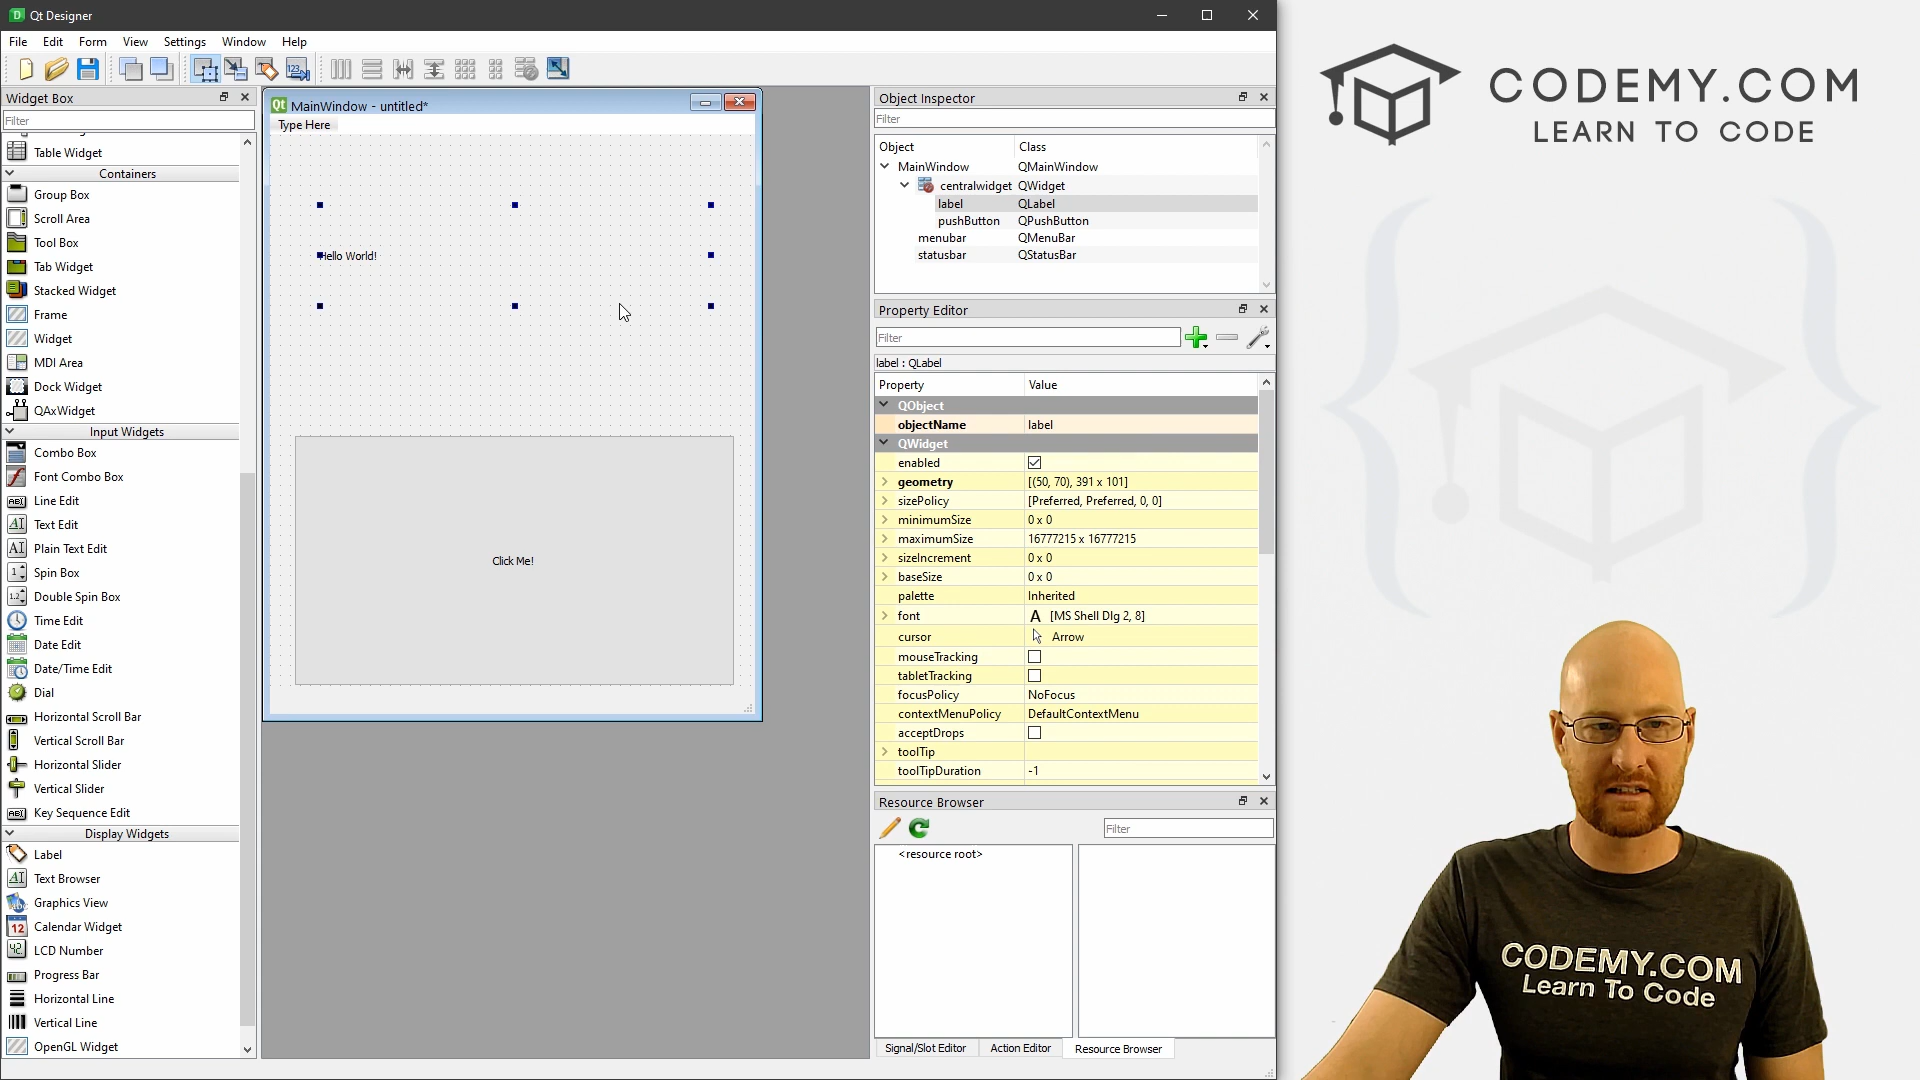 Qt Designer
File Edit Form View Settings Window Help
Widget Box
Filter
Table Widget
Containers
Group Box
Scroll Area
Tool Box
Tab Widget
Stacked Widget
Frame
Widget
MDI Area
Dock Widget
QAxWidget
Input Widgets
Combo Box
Font Combo Box
Line Edit
Text Edit
Plain Text Edit
Spin Box
Double Spin Box
Time Edit
Date Edit
Date/Time Edit
Dial
Horizontal Scroll Bar
Vertical Scroll Bar
Horizontal Slider
Vertical Slider
Key Sequence Edit
Display Widgets
Label
Text Browser
Graphics View
Calendar Widget
LCD Number
Progress Bar
Horizontal Line
Vertical Line
OpenGL Widget
MainWindow - untitled*
Type Here
Hello World!
Click Me!
Object Inspector
Filter
Object Class
MainWindow QMainWindow
centralwidget QWidget
label QLabel
pushButton QPushButton
menubar QMenuBar
statusbar QStatusBar
Property Editor
Filter
label : QLabel
Property Value
QObject
objectName label
QWidget
enabled
geometry [(50, 70), 391 x 101]
sizePolicy [Preferred, Preferred, 0, 0]
minimumSize 0 x 0
maximumSize 16777215 x 16777215
sizeIncrement 0 x 0
baseSize 0 x 0
palette Inherited
font A [MS Shell Dlg 2, 8]
cursor Arrow
mouseTracking
tabletTracking
focusPolicy NoFocus
contextMenuPolicy DefaultContextMenu
acceptDrops
toolTip
toolTipDuration -1
Resource Browser
Filter
<resource root>
Signal/Slot Editor Action Editor Resource Browser
CODEMY.COM
LEARN TO CODE
CODEMY.COM
Learn To Code